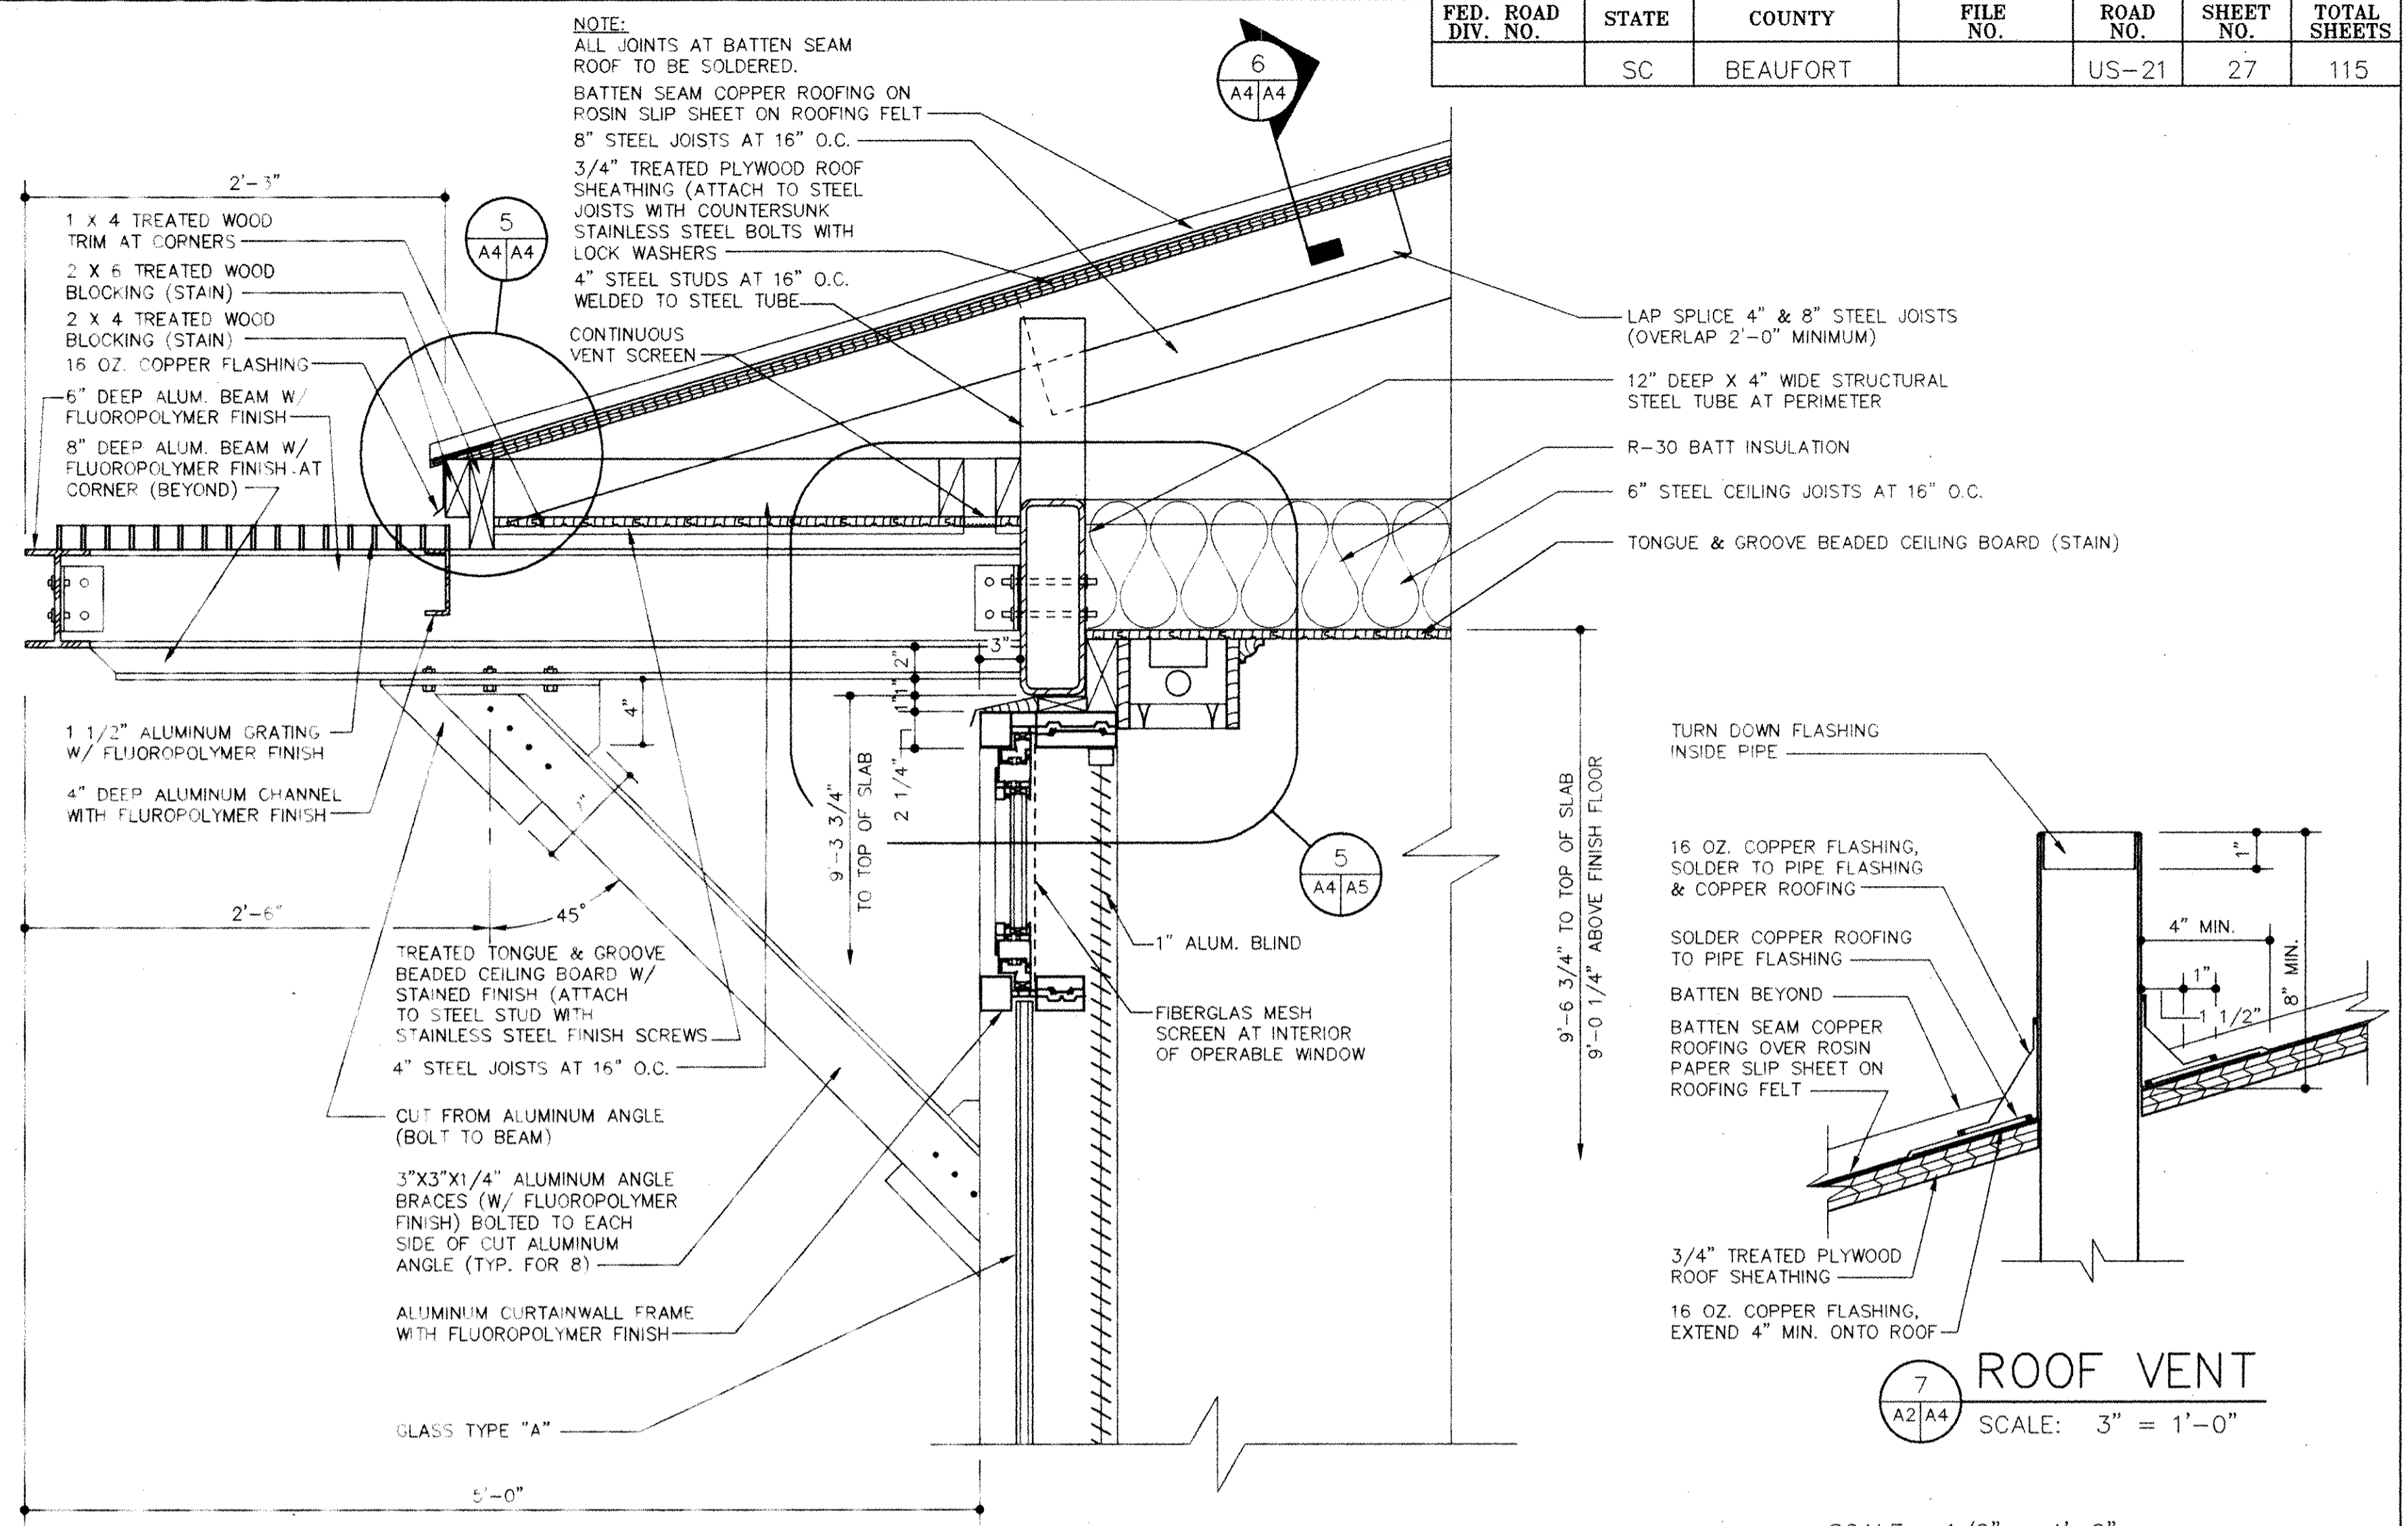 FED. ROAD DIV. NO.
STATE
COUNTY
FILE NO.
ROAD NO.
SHEET NO.
TOTAL SHEETS
SC
BEAUFORT
US-21
27
115
NOTE:
ALL JOINTS AT BATTEN SEAM
ROOF TO BE SOLDERED.
BATTEN SEAM COPPER ROOFING ON
ROSIN SLIP SHEET ON ROOFING FELT
8" STEEL JOISTS AT 16" O.C.
3/4" TREATED PLYWOOD ROOF
SHEATHING (ATTACH TO STEEL
JOISTS WITH COUNTERSUNK
STAINLESS STEEL BOLTS WITH
LOCK WASHERS
4" STEEL STUDS AT 16" O.C.
WELDED TO STEEL TUBE
CONTINUOUS
VENT SCREEN
6
A4 A4
2'-3"
5
A4 A4
1 X 4 TREATED WOOD
TRIM AT CORNERS
2 X 6 TREATED WOOD
BLOCKING (STAIN)
2 X 4 TREATED WOOD
BLOCKING (STAIN)
16 OZ. COPPER FLASHING
6" DEEP ALUM. BEAM W/
FLUOROPOLYMER FINISH
8" DEEP ALUM. BEAM W/
FLUOROPOLYMER FINISH AT
CORNER (BEYOND)
LAP SPLICE 4" & 8" STEEL JOISTS
(OVERLAP 2'-0" MINIMUM)
12" DEEP X 4" WIDE STRUCTURAL
STEEL TUBE AT PERIMETER
R-30 BATT INSULATION
6" STEEL CEILING JOISTS AT 16" O.C.
TONGUE & GROOVE BEADED CEILING BOARD (STAIN)
3"
2"
1"
1"
2 1/4"
4"
9'-3 3/4"
TO TOP OF SLAB
1 1/2" ALUMINUM GRATING
W/ FLUOROPOLYMER FINISH
4" DEEP ALUMINUM CHANNEL
WITH FLUROPOLYMER FINISH
2'-6"
45°
5
A4 A5
9'-6 3/4" TO TOP OF SLAB
9'-0 1/4" ABOVE FINISH FLOOR
TREATED TONGUE & GROOVE
BEADED CEILING BOARD W/
STAINED FINISH (ATTACH
TO STEEL STUD WITH
STAINLESS STEEL FINISH SCREWS
4" STEEL JOISTS AT 16" O.C.
CUT FROM ALUMINUM ANGLE
(BOLT TO BEAM)
3"X3"X1/4" ALUMINUM ANGLE
BRACES (W/ FLUOROPOLYMER
FINISH) BOLTED TO EACH
SIDE OF CUT ALUMINUM
ANGLE (TYP. FOR 8)
ALUMINUM CURTAINWALL FRAME
WITH FLUOROPOLYMER FINISH
GLASS TYPE "A"
5'-0"
1" ALUM. BLIND
FIBERGLAS MESH
SCREEN AT INTERIOR
OF OPERABLE WINDOW
TURN DOWN FLASHING
INSIDE PIPE
16 OZ. COPPER FLASHING,
SOLDER TO PIPE FLASHING
& COPPER ROOFING
SOLDER COPPER ROOFING
TO PIPE FLASHING
BATTEN BEYOND
BATTEN SEAM COPPER
ROOFING OVER ROSIN
PAPER SLIP SHEET ON
ROOFING FELT
3/4" TREATED PLYWOOD
ROOF SHEATHING
16 OZ. COPPER FLASHING,
EXTEND 4" MIN. ONTO ROOF
1"
4" MIN.
1"
1 1/2"
8" MIN.
7
A2 A4
ROOF VENT
SCALE: 3" = 1'-0"